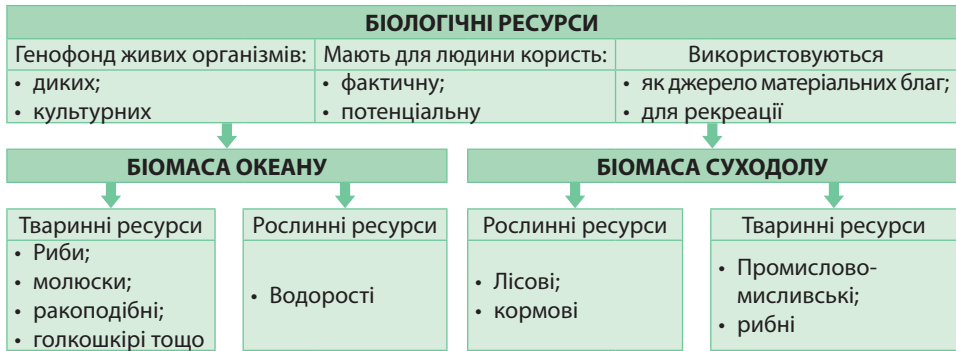 БІОЛОГІЧНІ РЕСУРСИ
Генофонд живих організмів:
• диких;
• культурних
Мають для людини користь:
• фактичну;
• потенціальну
Використовуються
• як джерело матеріальних благ;
• для рекреації
БІОМАСА ОКЕАНУ
БІОМАСА СУХОДОЛУ
Тваринні ресурси
• Риби;
• молюски;
• ракоподібні;
• голкошкірі тощо
Рослинні ресурси
• Водорості
Рослинні ресурси
• Лісові;
• кормові
Тваринні ресурси
• Промислово-
мисливські;
• рибні